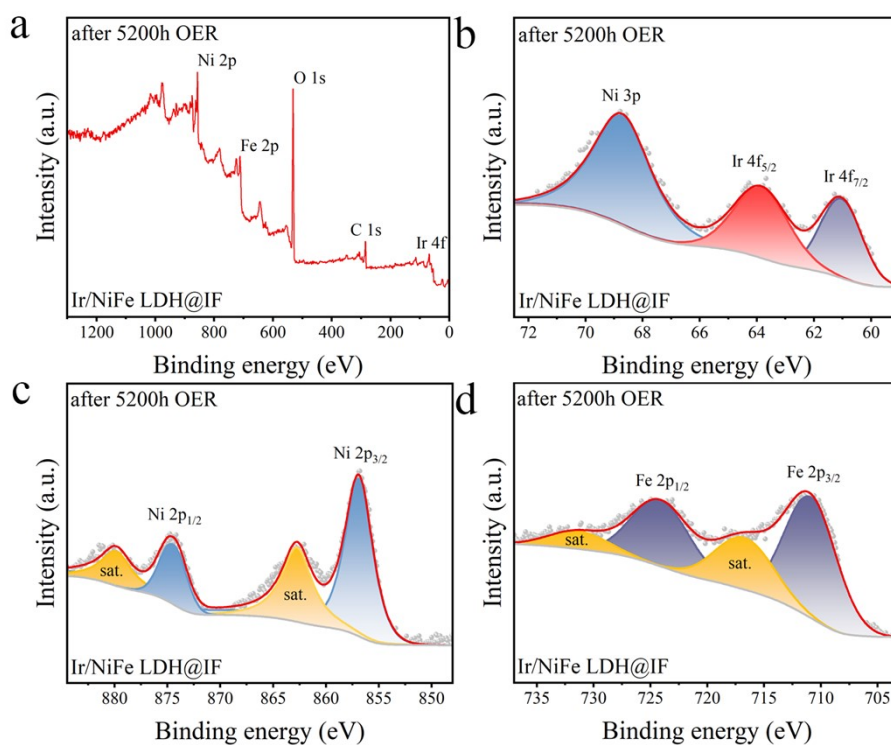 a
after 5200h OER
Ni 2p
O 1s
Fe 2p
C 1s
Ir 4f
Ir/NiFe LDH@IF
Intensity (a.u.)
1200 1000 800 600 400 200 0
Binding energy (eV)
b
after 5200h OER
Ni 3p
Ir 4f5/2
Ir 4f7/2
Ir/NiFe LDH@IF
Intensity (a.u.)
72 70 68 66 64 62 60
Binding energy (eV)
c
after 5200h OER
Ni 2p3/2
Ni 2p1/2
sat.
sat.
Ir/NiFe LDH@IF
Intensity (a.u.)
880 875 870 865 860 855 850
Binding energy (eV)
d
after 5200h OER
Fe 2p1/2
Fe 2p3/2
sat.
sat.
Ir/NiFe LDH@IF
Intensity (a.u.)
735 730 725 720 715 710 705
Binding energy (eV)